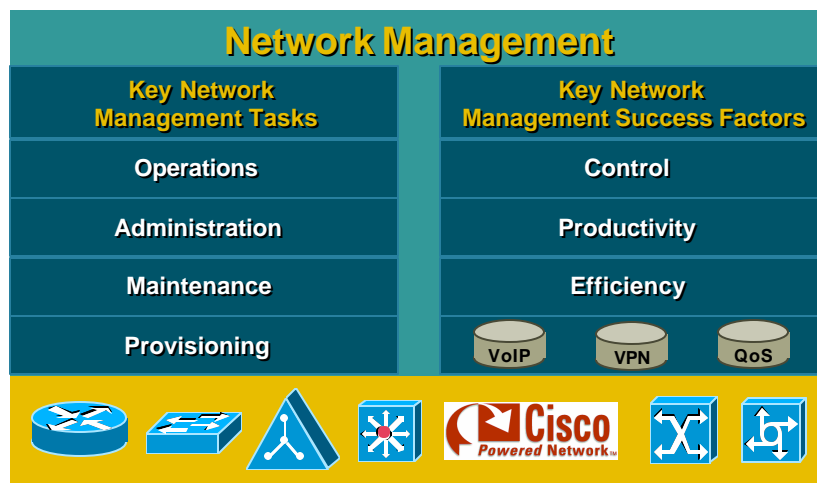 Network Management
Key Network
Management Tasks
Operations
Administration
Maintenance
Provisioning
Key Network
Management Success Factors
Control
Productivity
Efficiency
VoIP
VPN
QoS
Cisco
Powered Network™